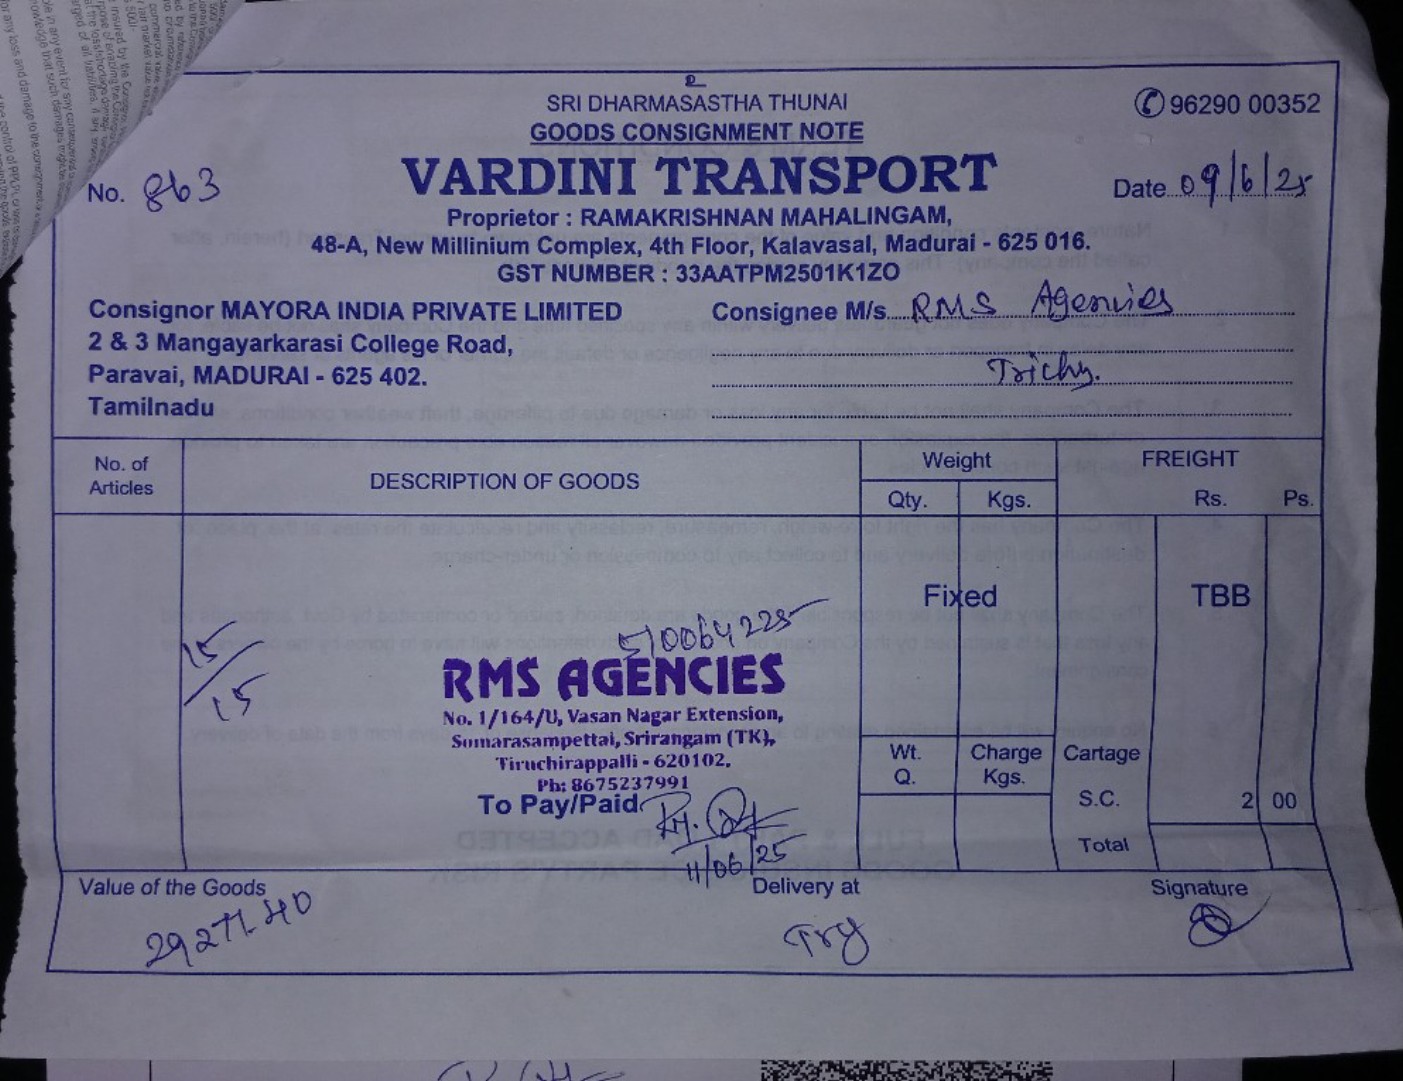 SRI DHARMASASTHA THUNAI
✆ 96290 00352
GOODS CONSIGNMENT NOTE
VARDINI TRANSPORT
No. 863
Date 09/6/25
Proprietor : RAMAKRISHNAN MAHALINGAM,
48-A, New Millinium Complex, 4th Floor, Kalavasal, Madurai - 625 016.
GST NUMBER : 33AATPM2501K1ZO
Consignor MAYORA INDIA PRIVATE LIMITED
2 & 3 Mangayarkarasi College Road,
Paravai, MADURAI - 625 402.
Tamilnadu
Consignee M/s. RMS Agencies
Trichy.
No. of Articles
DESCRIPTION OF GOODS
Weight
Qty. Kgs.
FREIGHT
Rs. Ps.
Fixed
TBB
15/15
510064225
RMS AGENCIES
No. 1/164/U, Vasan Nagar Extension,
Somarasampettai, Srirangam (TK),
Tiruchirappalli - 620102.
Ph: 8675237991
To Pay/Paid
11/06/25
Wt. Q.
Charge Kgs.
Cartage
S.C. 2 00
Total
Value of the Goods
29271.40
Delivery at
Try
Signature